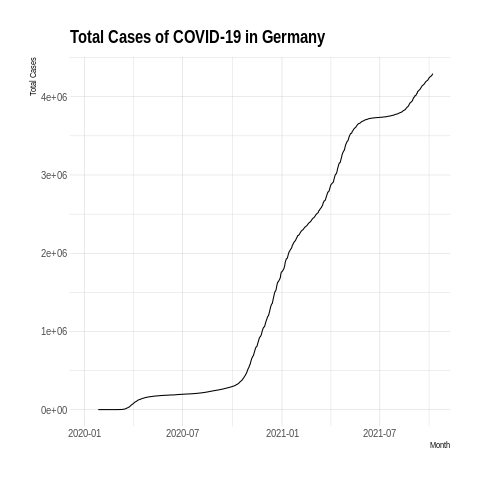 Total Cases of COVID-19 in Germany
Total Cases
4e+06
3e+06
2e+06
1e+06
0e+00
2020-01 2020-07 2021-01 2021-07
Month